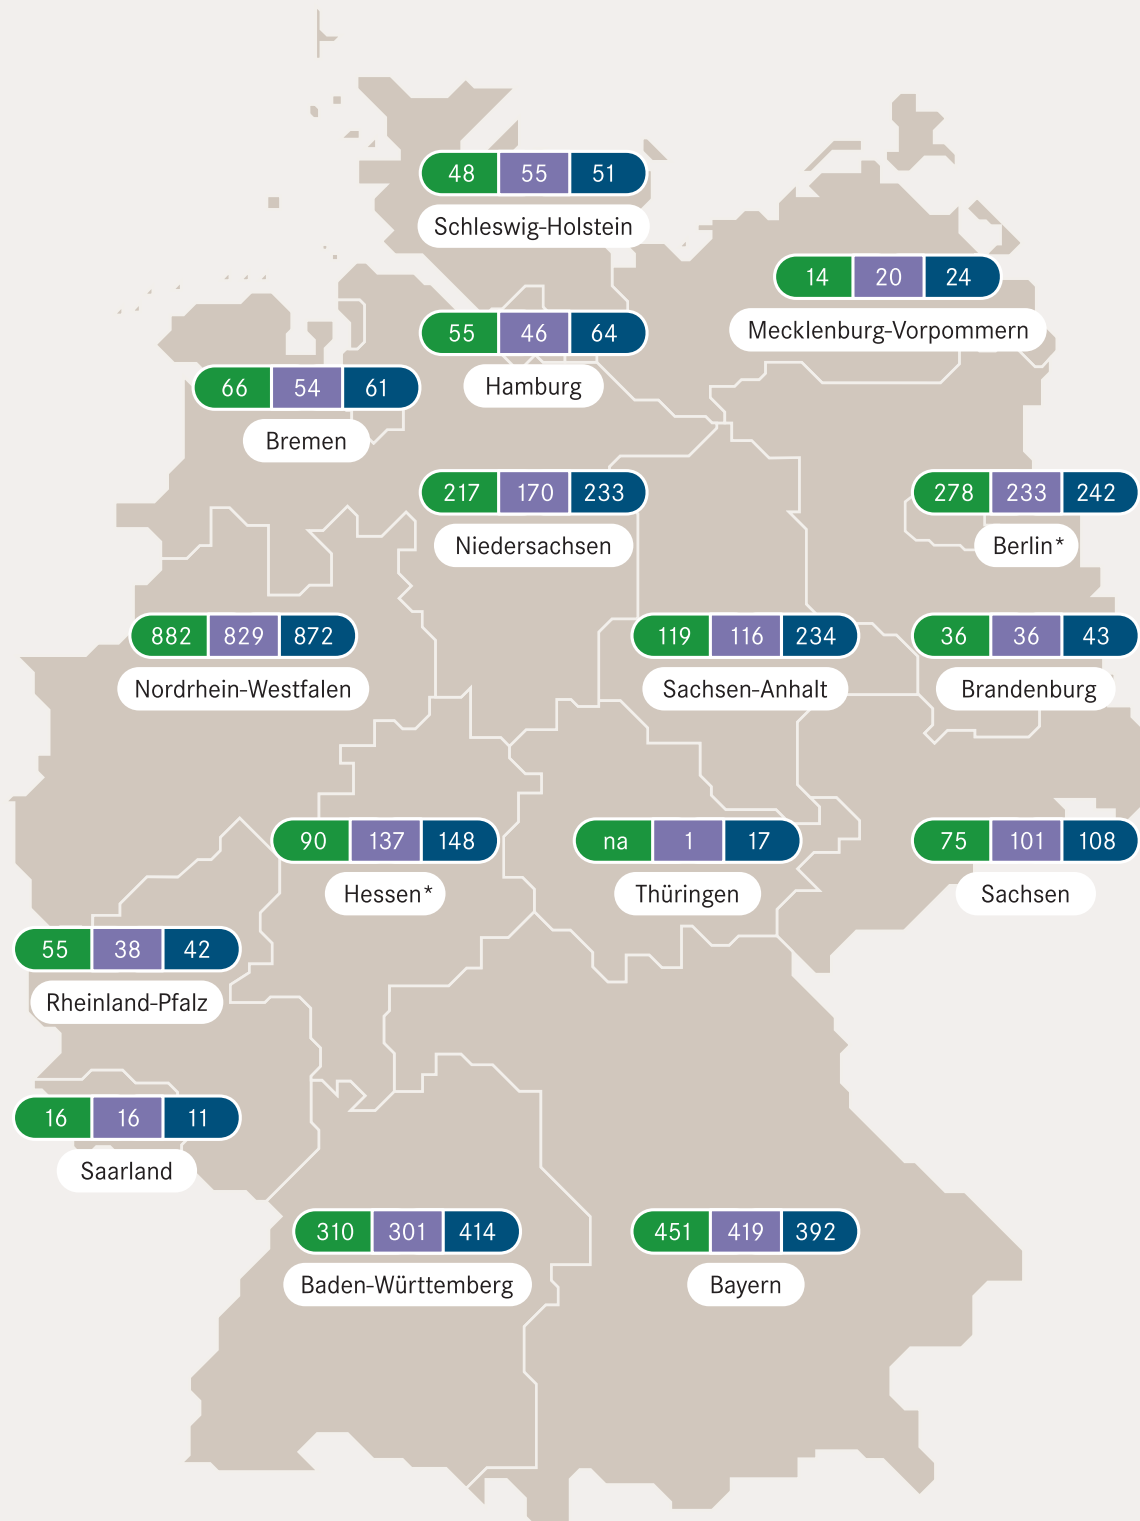 48 55 51
Schleswig-Holstein
14 20 24
Mecklenburg-Vorpommern
55 46 64
Hamburg
66 54 61
Bremen
217 170 233
Niedersachsen
278 233 242
Berlin*
882 829 872
Nordrhein-Westfalen
119 116 234
Sachsen-Anhalt
36 36 43
Brandenburg
90 137 148
Hessen*
na 1 17
Thüringen
75 101 108
Sachsen
55 38 42
Rheinland-Pfalz
16 16 11
Saarland
310 301 414
Baden-Württemberg
451 419 392
Bayern